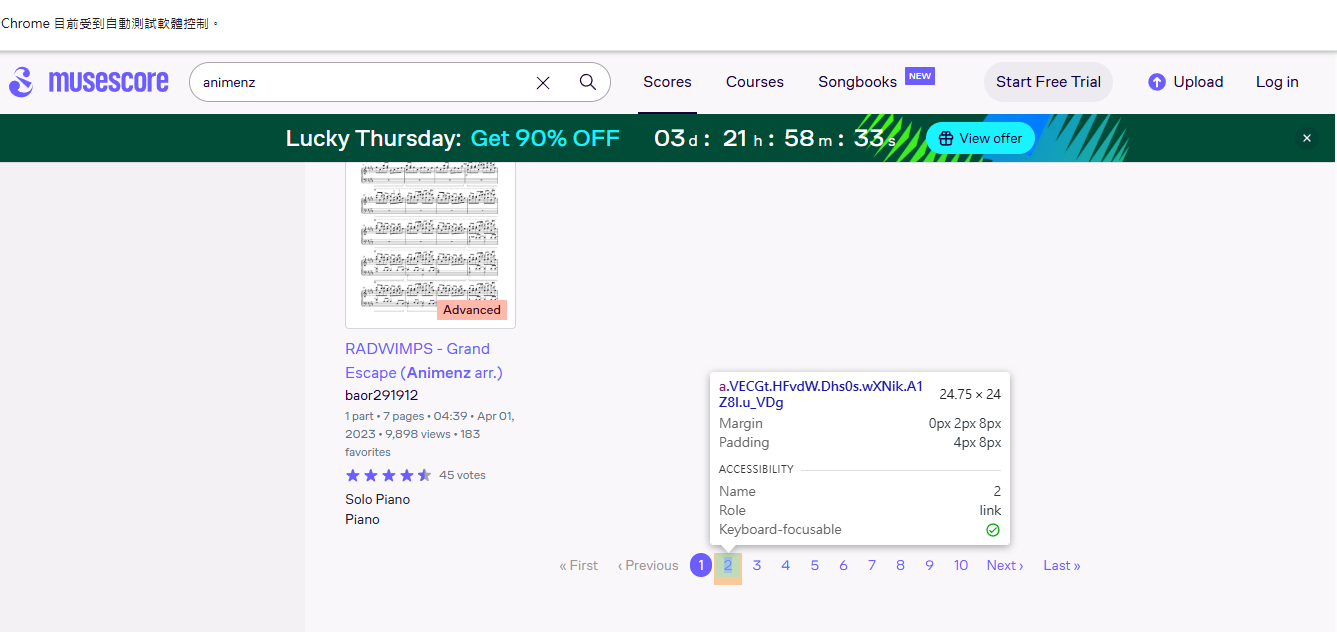 Chrome 目前受到自動測試軟體控制。
musescore
animenz
Scores
Courses
Songbooks
NEW
Start Free Trial
Upload
Log in
Lucky Thursday: Get 90% OFF
03 d : 21 h : 58 m : 33 s
View offer
Advanced
RADWIMPS - Grand
Escape (Animenz arr.)
baor291912
1 part • 7 pages • 04:39 • Apr 01,
2023 • 9,898 views • 183
favorites
45 votes
Solo Piano
Piano
a.VECGt.HFvdW.Dhs0s.wXNik.A1
Z8I.u_VDg
24.75 × 24
Margin 0px 2px 8px
Padding 4px 8px
ACCESSIBILITY
Name 2
Role link
Keyboard-focusable
« First ‹ Previous 1 2 3 4 5 6 7 8 9 10 Next › Last »